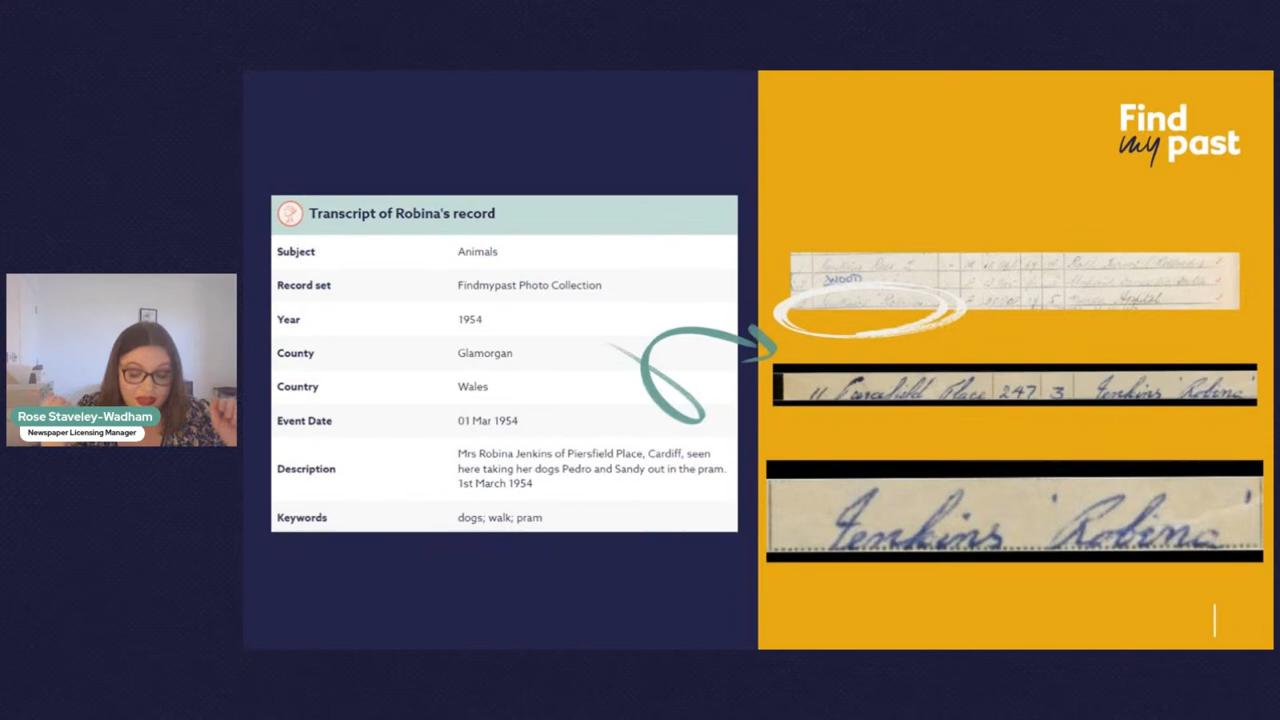 Find
my past
Transcript of Robina's record
Subject Animals
Record set Findmypast Photo Collection
Year 1954
County Glamorgan
Country Wales
Event Date 01 Mar 1954
Description Mrs Robina Jenkins of Piersfield Place, Cardiff, seen
here taking her dogs Pedro and Sandy out in the pram.
1st March 1954
Keywords dogs; walk; pram
WOOD
11 Place 247 3 Jenkins 'Robina'
Jenkins 'Robina'
Rose Staveley-Wadham
Newspaper Licensing Manager